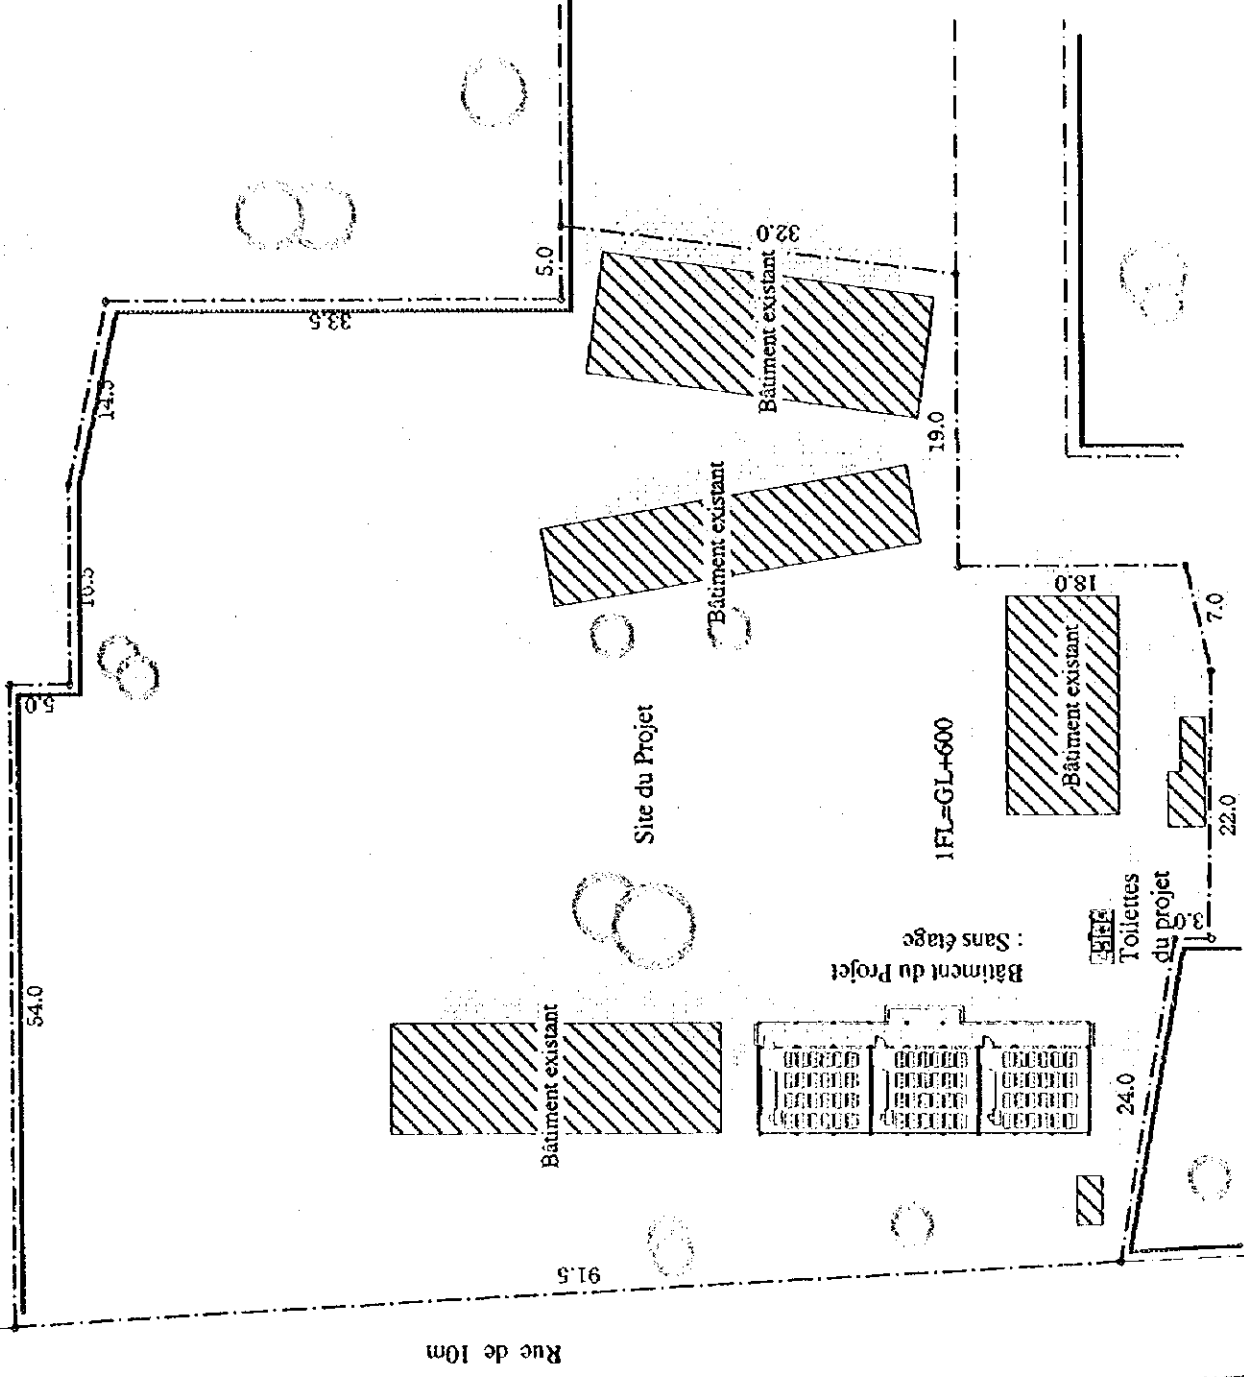 54.0
5.0
16.5
14.5
33.5
5.0
32.0
Bâtiment existant
19.0
Bâtiment existant
18.0
7.0
Bâtiment existant
22.0
Site du Projet
1FL=GL+600
Bâtiment du Projet
: Sans étage
Toilettes
du projet
3.0
24.0
Bâtiment existant
91.5
Rue de 10m